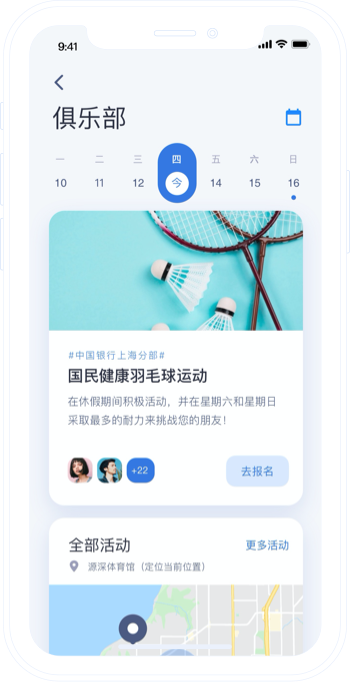 9:41
俱乐部
一 二 三 四 五 六 日
10 11 12 今 14 15 16
#中国银行上海分部#
国民健康羽毛球运动
在休假期间积极活动，并在星期六和星期日
采取最多的耐力来挑战您的朋友！
+22 去报名
全部活动 更多活动
源深体育馆（定位当前位置）